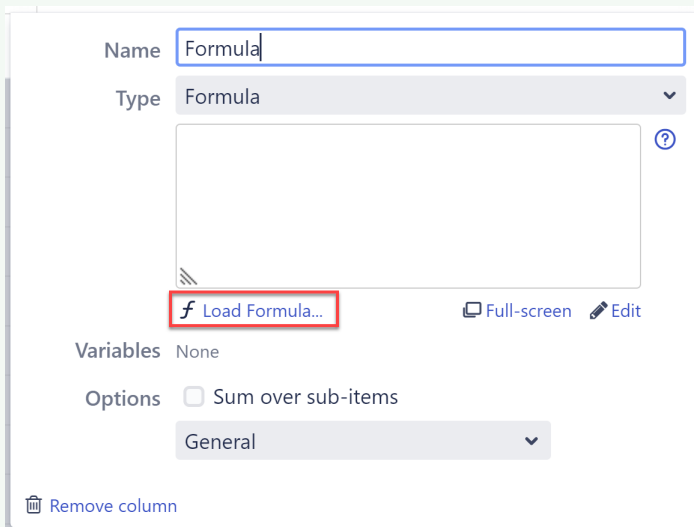 Name Formula
Type Formula
Load Formula... Full-screen Edit
Variables None
Options Sum over sub-items
General
Remove column